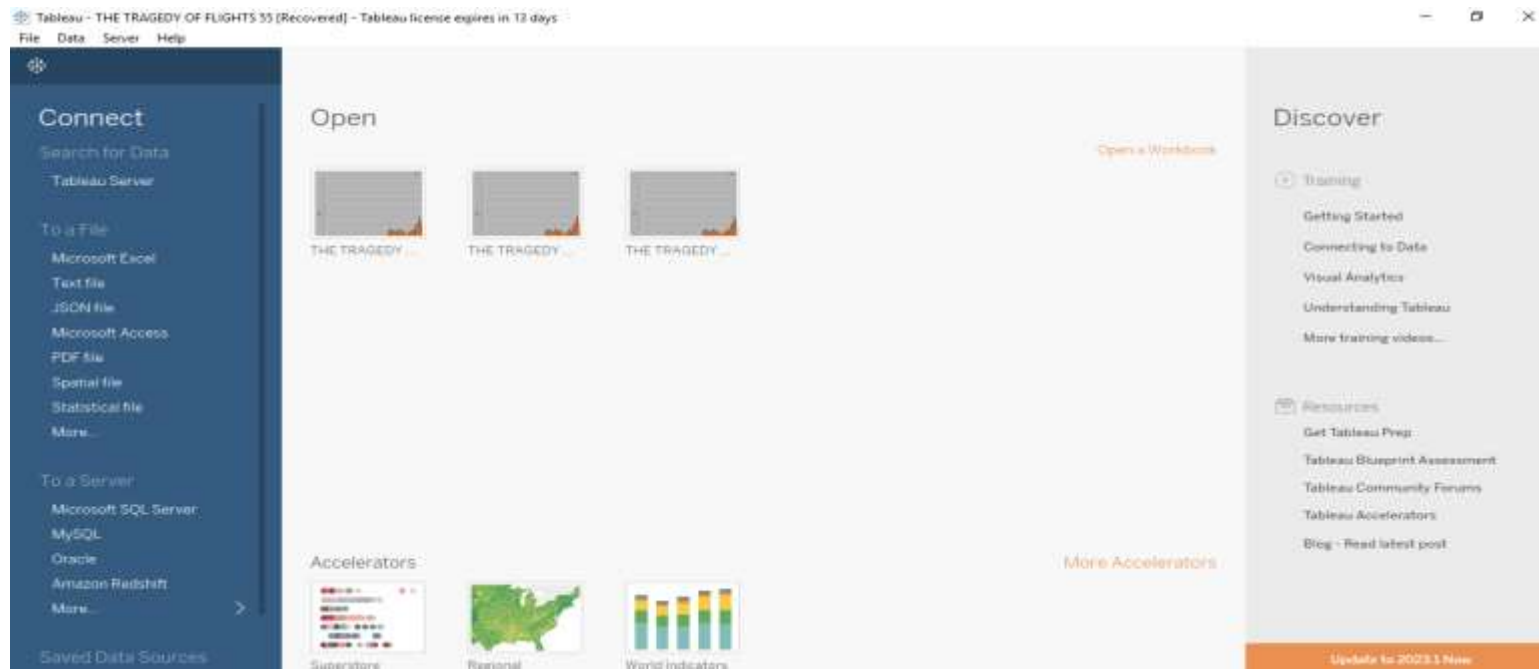 Tableau - THE TRAGEDY OF FLIGHTS 55 [Recovered] - Tableau license expires in 13 days
File Data Server Help
Connect
Search for Data
Tableau Server
To a File
Microsoft Excel
Text file
JSON file
Microsoft Access
PDF file
Spatial file
Statistical file
More...
To a Server
Microsoft SQL Server
MySQL
Oracle
Amazon Redshift
More...
Saved Data Sources
Open
Open a Workbook
THE TRAGEDY ...
THE TRAGEDY ...
THE TRAGEDY ...
Accelerators
More Accelerators
Superstore
Regional
World Indicators
Discover
Training
Getting Started
Connecting to Data
Visual Analytics
Understanding Tableau
More training videos...
Resources
Get Tableau Prep
Tableau Blueprint Assessment
Tableau Community Forums
Tableau Accelerators
Blog - Read latest post
Update to 2023.1 Now